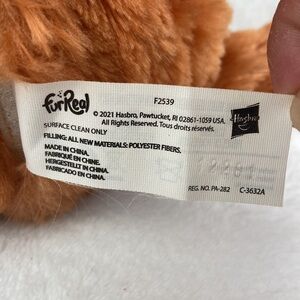 furReal
F2539
© 2021 Hasbro, Pawtucket, RI 02861-1059 USA.
All Rights Reserved. Tous droits réservés.
Hasbro
SURFACE CLEAN ONLY
FILLING: ALL NEW MATERIALS: POLYESTER FIBERS.
MADE IN CHINA.
FABRIQUÉ EN CHINE.
HERGESTELLT IN CHINA.
FABRICADO EN CHINA.
REG. NO. PA-282
C-3632A